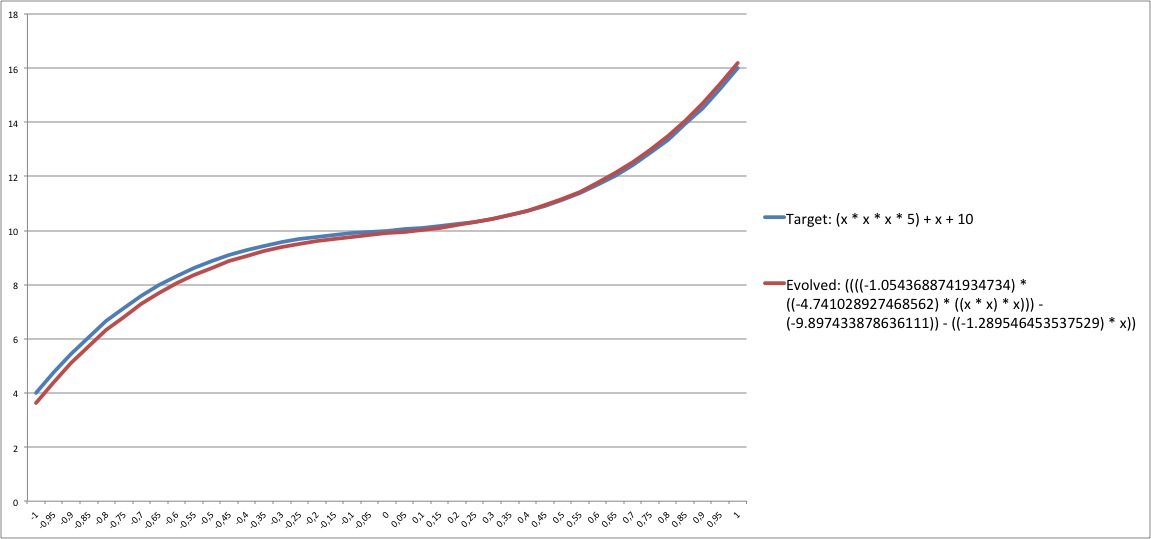 18
16
14
12
10
8
6
4
2
0
-1 -0,95 -0,9 -0,85 -0,8 -0,75 -0,7 -0,65 -0,6 -0,55 -0,5 -0,45 -0,4 -0,35 -0,3 -0,25 -0,2 -0,15 -0,1 -0,05 0 0,05 0,1 0,15 0,2 0,25 0,3 0,35 0,4 0,45 0,5 0,55 0,6 0,65 0,7 0,75 0,8 0,85 0,9 0,95 1
Target: (x * x * x * 5) + x + 10
Evolved: ((((-1.0543688741934734) *
((-4.741028927468562) * ((x * x) * x))) -
(-9.897433878636111)) - ((-1.289546453537529) * x))